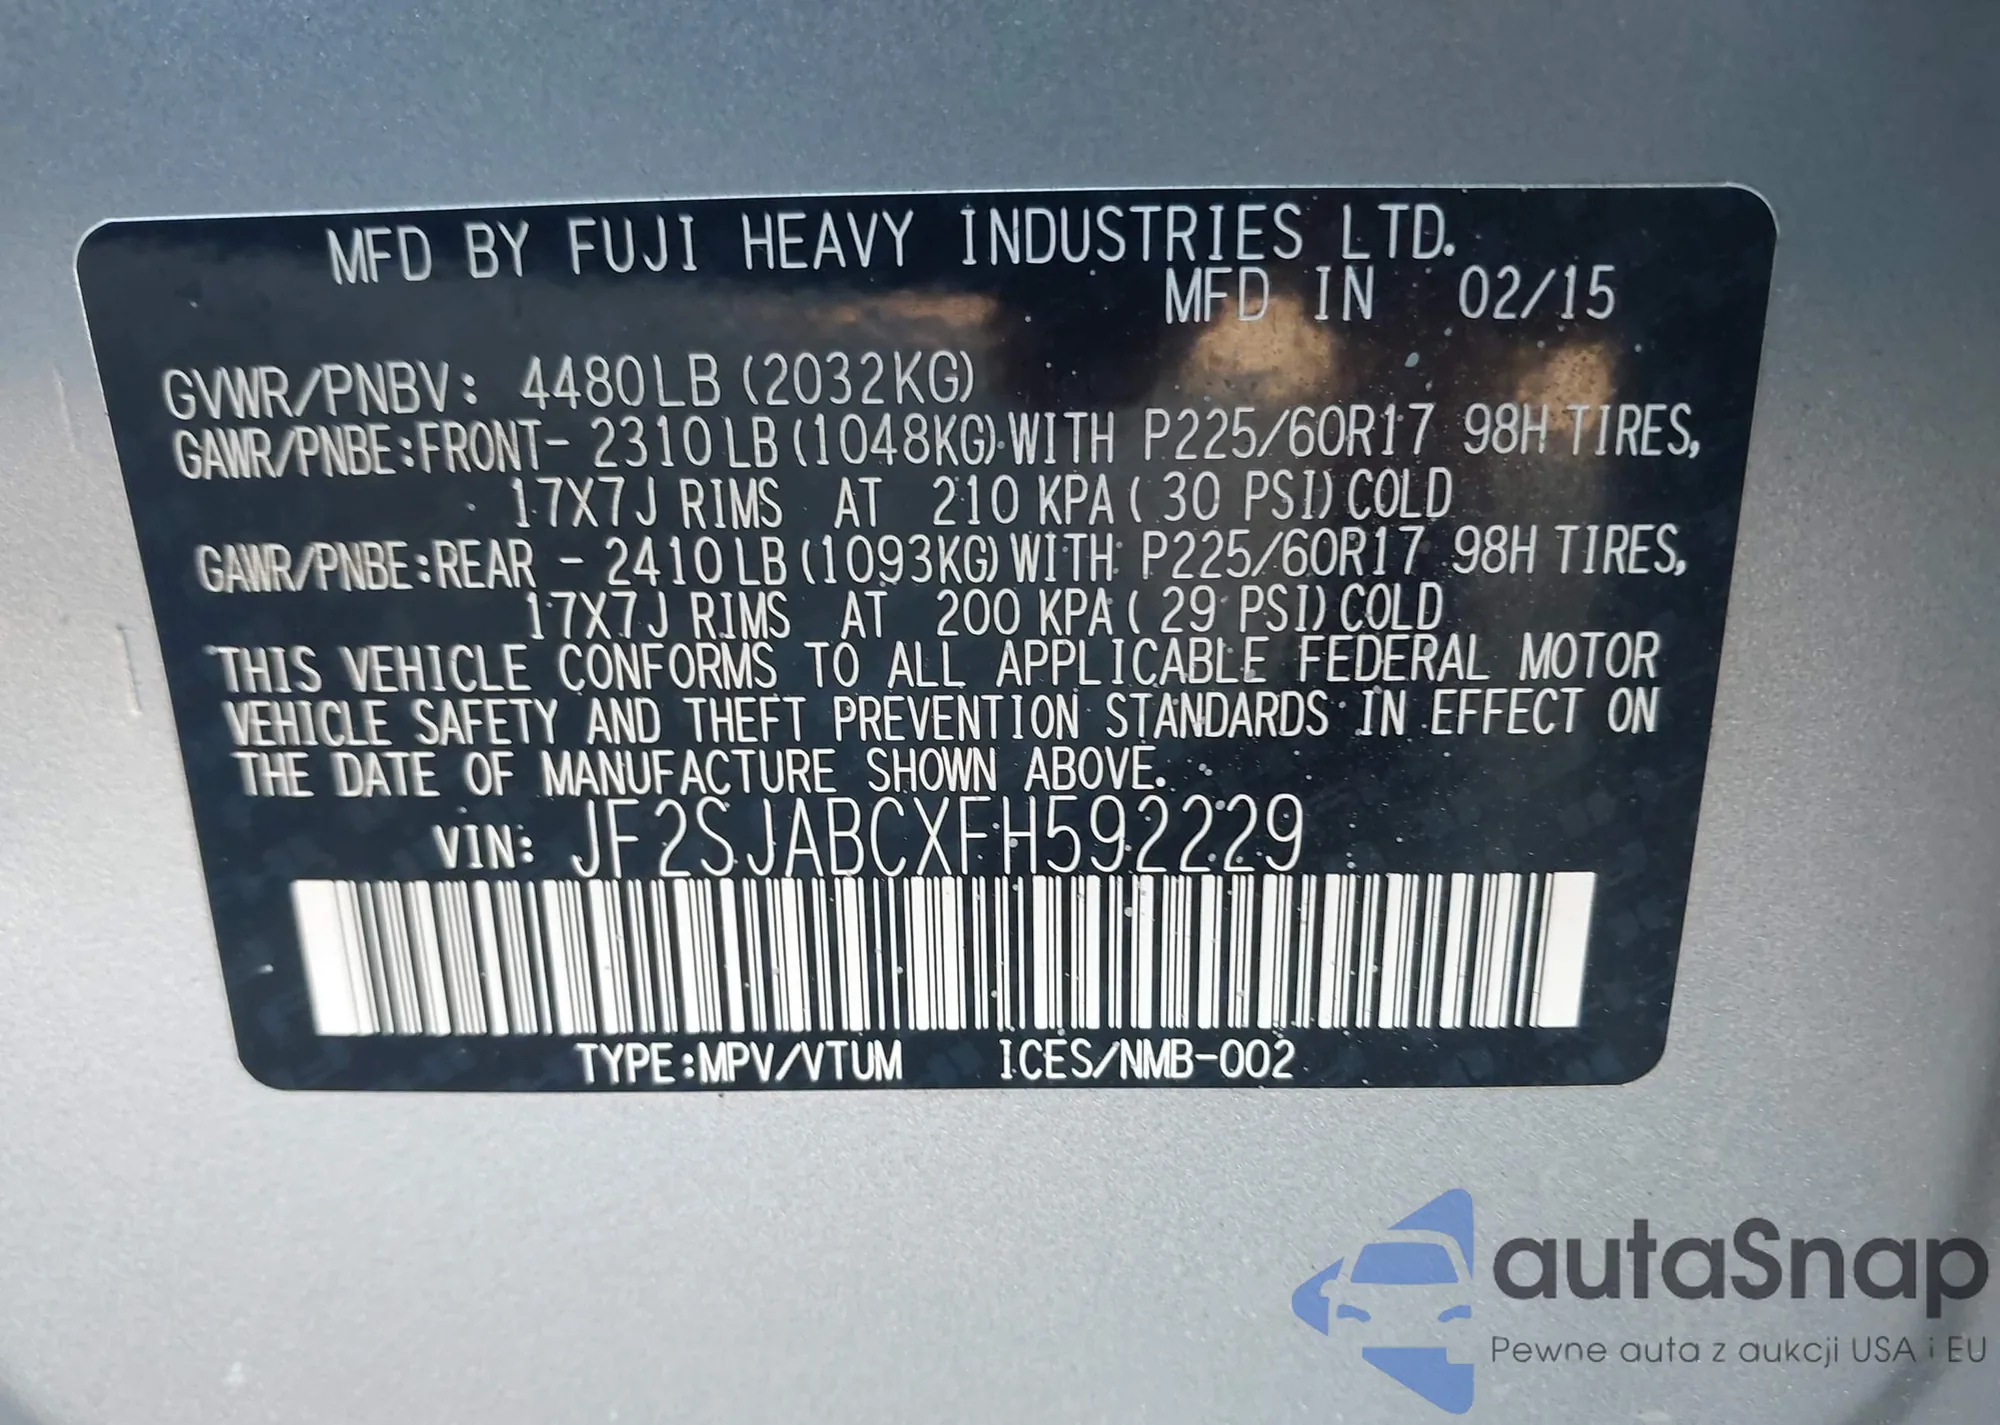 MFD BY FUJI HEAVY INDUSTRIES LTD.
MFD IN 02/15
GVWR/PNBV: 4480LB (2032KG)
GAWR/PNBE:FRONT- 2310LB (1048KG) WITH P225/60R17 98H TIRES,
17X7J RIMS AT 210 KPA ( 30 PSI) COLD
GAWR/PNBE:REAR - 2410LB (1093KG) WITH P225/60R17 98H TIRES,
17X7J RIMS AT 200 KPA ( 29 PSI) COLD
THIS VEHICLE CONFORMS TO ALL APPLICABLE FEDERAL MOTOR
VEHICLE SAFETY AND THEFT PREVENTION STANDARDS IN EFFECT ON
THE DATE OF MANUFACTURE SHOWN ABOVE.
VIN: JF2SJABCXFH592229
TYPE:MPV/VTUM ICES/NMB-002
autaSnap
Pewne auta z aukcji USA i EU